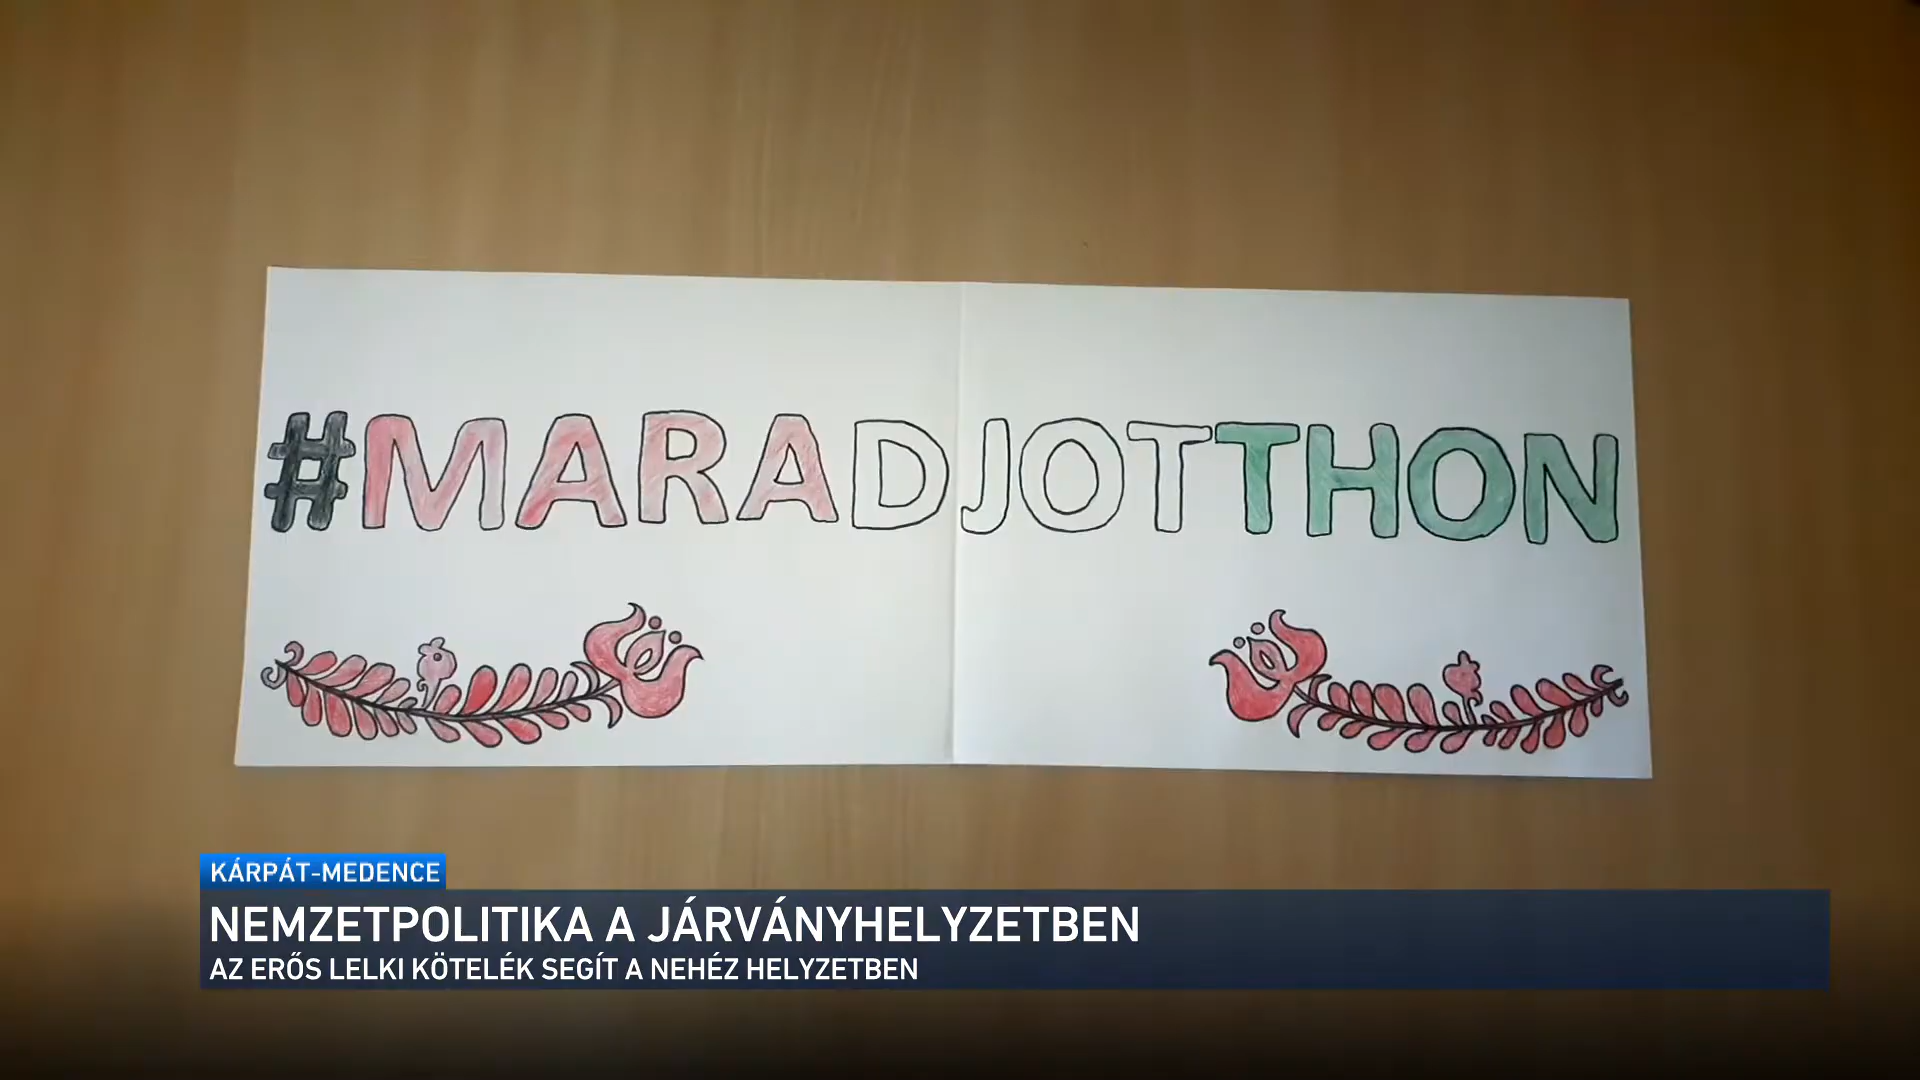 #MARADJOTTHON
KÁRPÁT-MEDENCE
NEMZETPOLITIKA A JÁRVÁNYHELYZETBEN
AZ ERŐS LELKI KÖTELÉK SEGÍT A NEHÉZ HELYZETBEN